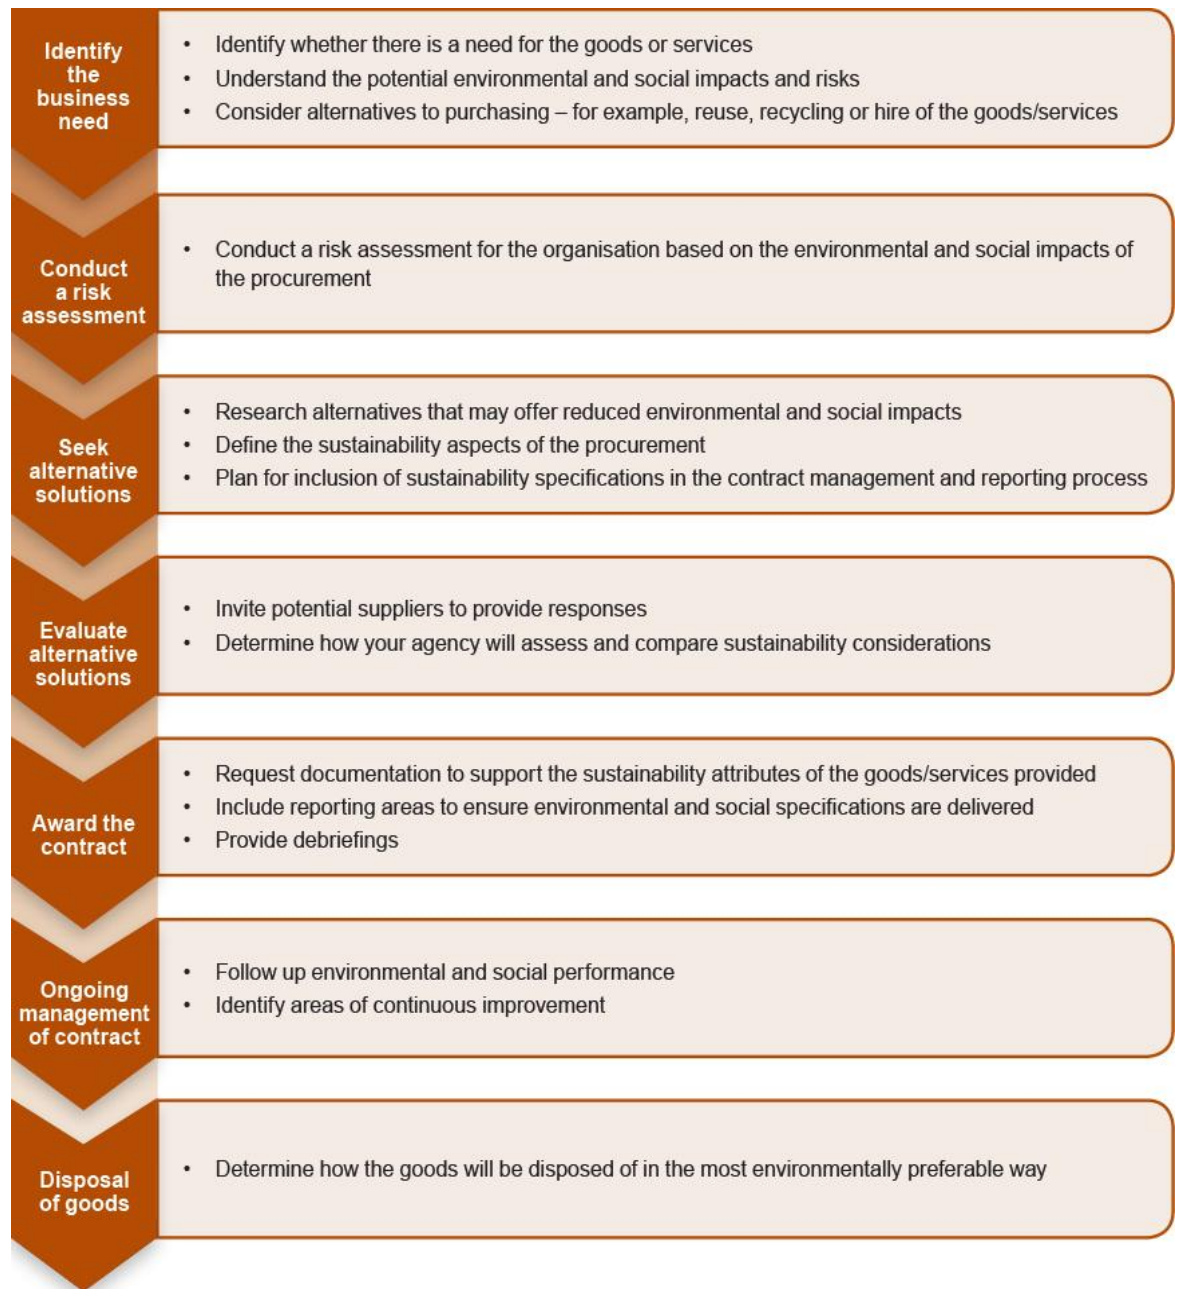 Identify
the
business
need
• Identify whether there is a need for the goods or services
• Understand the potential environmental and social impacts and risks
• Consider alternatives to purchasing – for example, reuse, recycling or hire of the goods/services
Conduct
a risk
assessment
• Conduct a risk assessment for the organisation based on the environmental and social impacts of
the procurement
Seek
alternative
solutions
• Research alternatives that may offer reduced environmental and social impacts
• Define the sustainability aspects of the procurement
• Plan for inclusion of sustainability specifications in the contract management and reporting process
Evaluate
alternative
solutions
• Invite potential suppliers to provide responses
• Determine how your agency will assess and compare sustainability considerations
Award the
contract
• Request documentation to support the sustainability attributes of the goods/services provided
• Include reporting areas to ensure environmental and social specifications are delivered
• Provide debriefings
Ongoing
management
of contract
• Follow up environmental and social performance
• Identify areas of continuous improvement
Disposal
of goods
• Determine how the goods will be disposed of in the most environmentally preferable way